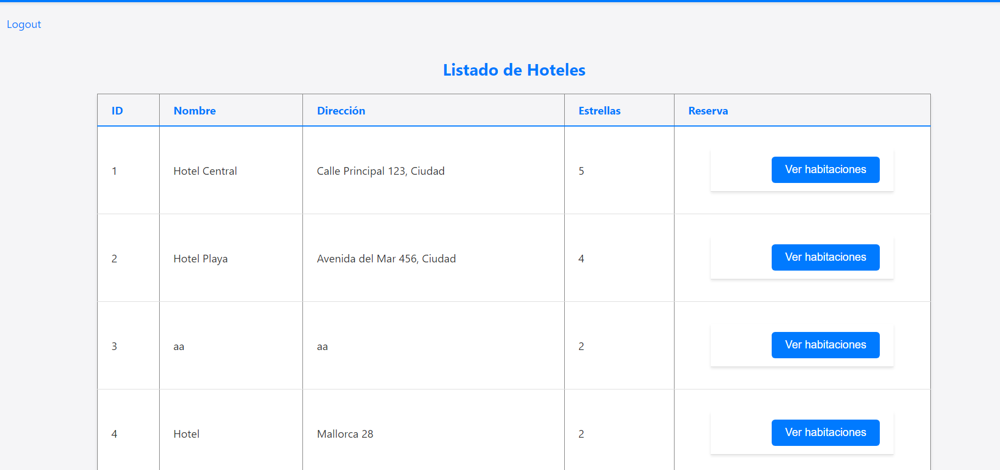 Logout
Listado de Hoteles
ID Nombre Dirección Estrellas Reserva
1 Hotel Central Calle Principal 123, Ciudad 5 Ver habitaciones
2 Hotel Playa Avenida del Mar 456, Ciudad 4 Ver habitaciones
3 aa aa 2 Ver habitaciones
4 Hotel Mallorca 28 2 Ver habitaciones